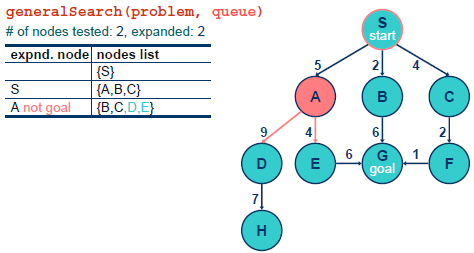 generalSearch(problem, queue)
# of nodes tested: 2, expanded: 2
expnd. node nodes list
{S}
S {A,B,C}
A not goal {B,C,D,E}
S
start
5 2 4
A B C
9 4 6 2
D E 6 G 1 F
goal
7
H